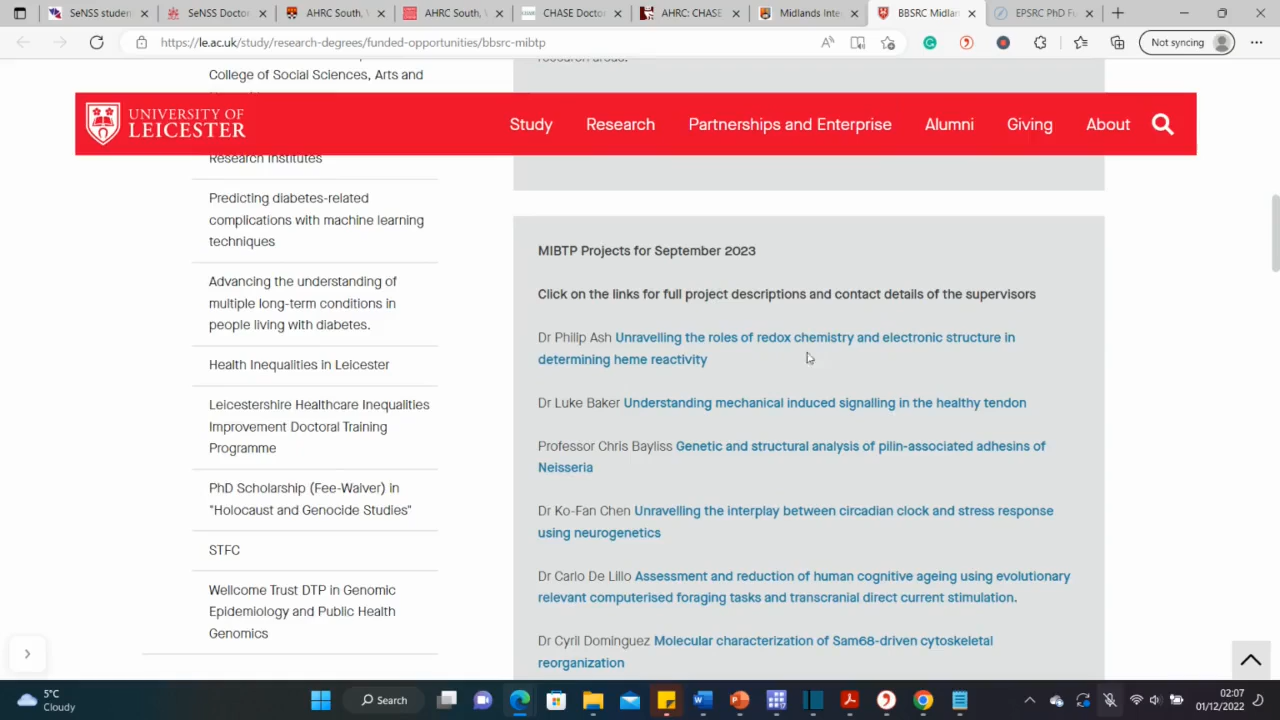 SeNSS studen
SeNSS Doctor
AHRC South, V
AHRC South, V
CHASE Doctor
AHRC: CHASE
Midlands Inte
BBSRC Midlan
EPSRC PhD Fu
https://le.ac.uk/study/research-degrees/funded-opportunities/bbsrc-mibtp
Not syncing
College of Social Sciences, Arts and
research areas.
UNIVERSITY OF
LEICESTER
Study
Research
Partnerships and Enterprise
Alumni
Giving
About
Research Institutes
Predicting diabetes-related
complications with machine learning
techniques
Advancing the understanding of
multiple long-term conditions in
people living with diabetes.
Health Inequalities in Leicester
Leicestershire Healthcare Inequalities
Improvement Doctoral Training
Programme
PhD Scholarship (Fee-Waiver) in
"Holocaust and Genocide Studies"
STFC
Wellcome Trust DTP in Genomic
Epidemiology and Public Health
Genomics
MIBTP Projects for September 2023
Click on the links for full project descriptions and contact details of the supervisors
Dr Philip Ash Unravelling the roles of redox chemistry and electronic structure in
determining heme reactivity
Dr Luke Baker Understanding mechanical induced signalling in the healthy tendon
Professor Chris Bayliss Genetic and structural analysis of pilin-associated adhesins of
Neisseria
Dr Ko-Fan Chen Unravelling the interplay between circadian clock and stress response
using neurogenetics
Dr Carlo De Lillo Assessment and reduction of human cognitive ageing using evolutionary
relevant computerised foraging tasks and transcranial direct current stimulation.
Dr Cyril Dominguez Molecular characterization of Sam68-driven cytoskeletal
reorganization
5°C
Cloudy
Search
02:07
01/12/2022